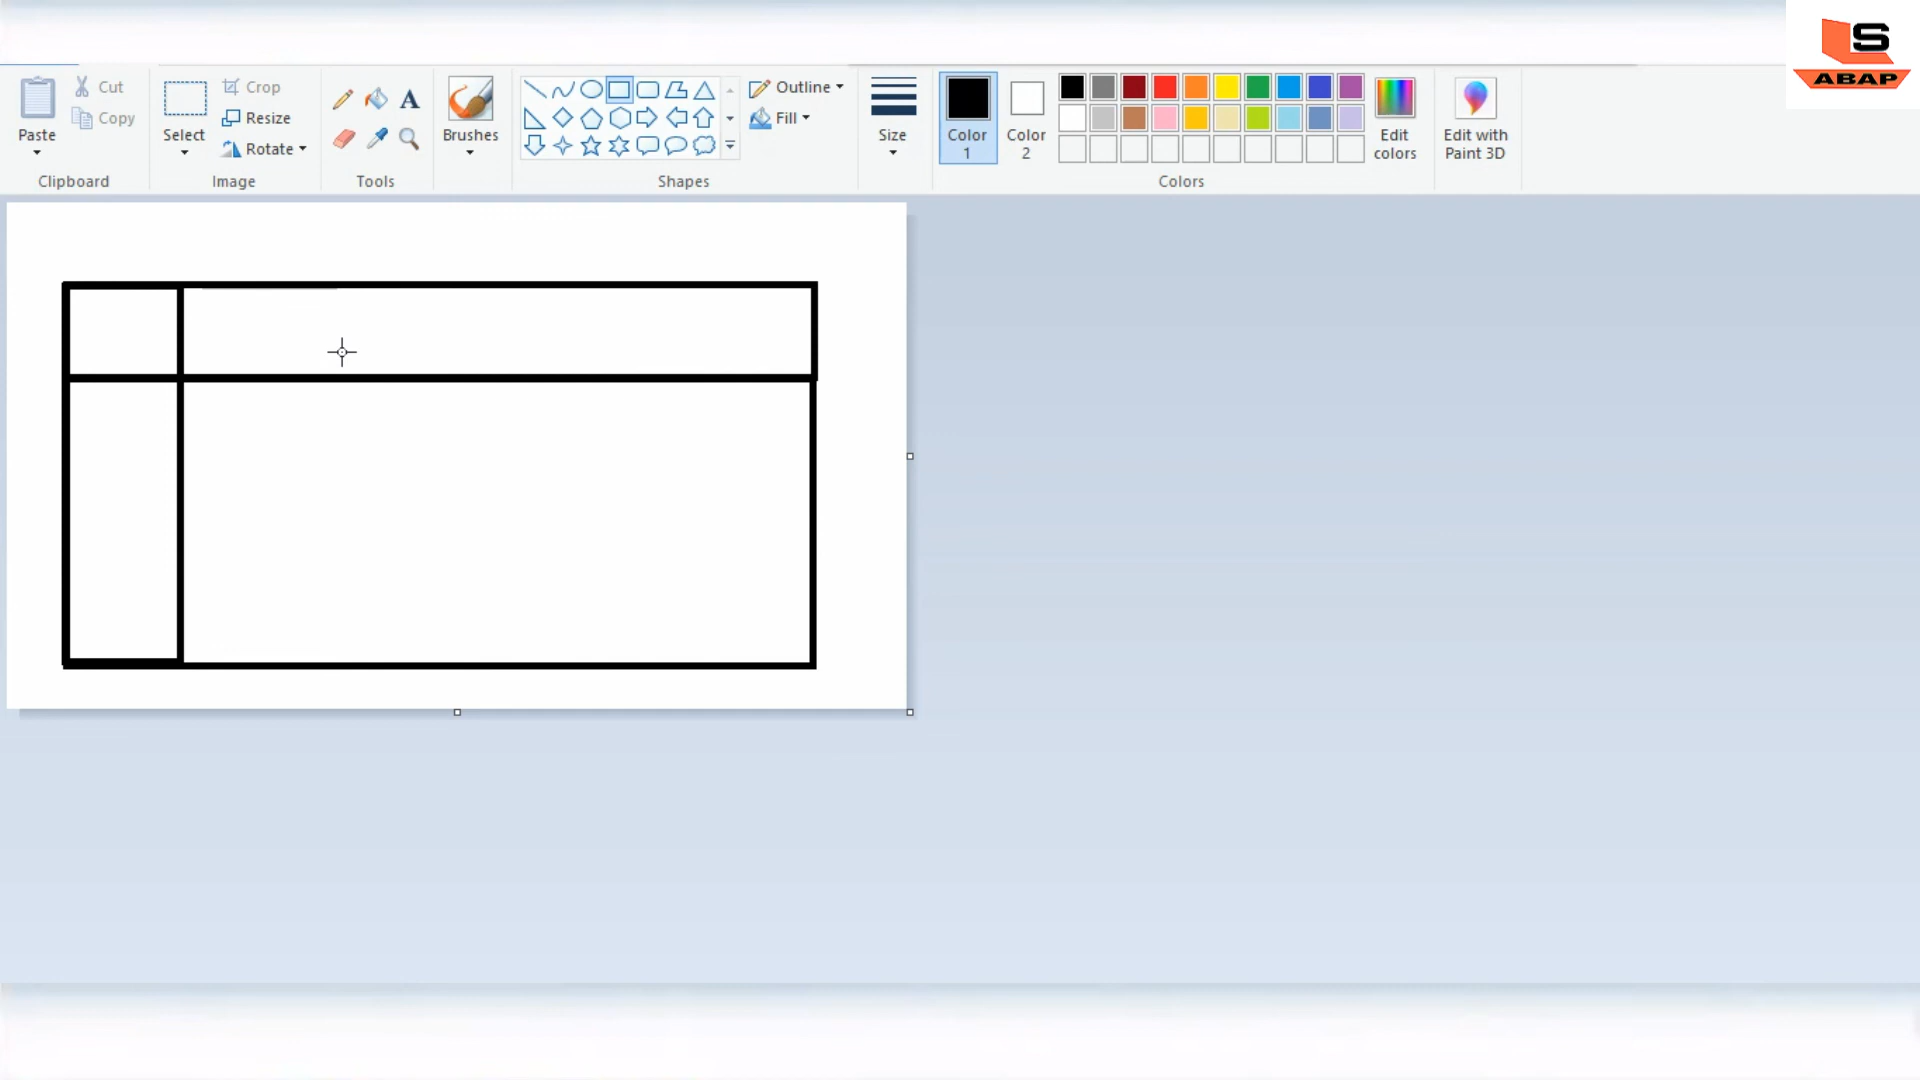 S
ABAP
Cut
Copy
Paste
Clipboard
Crop
Resize
Rotate
Select
Image
A
Tools
Brushes
Outline
Fill
Shapes
Size
Color
1
Color
2
Edit
colors
Colors
Edit with
Paint 3D